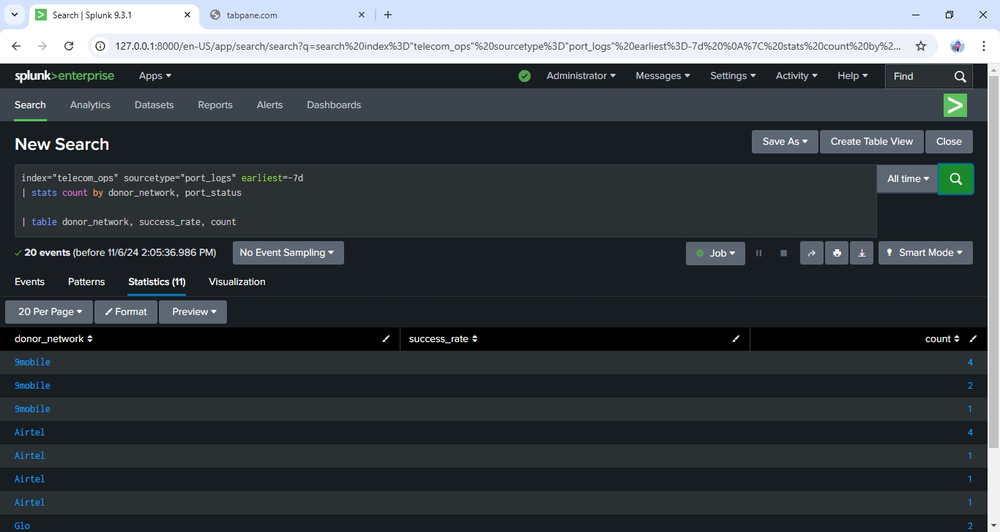 Search | Splunk 9.3.1
tabpane.com
127.0.0.1:8000/en-US/app/search/search?q=search%20index%3D"telecom_ops"%20sourcetype%3D"port_logs"%20earliest%3D-7d%20%0A%7C%20stats%20count%20by%2...
splunk>enterprise Apps Administrator Messages Settings Activity Help Find
Search Analytics Datasets Reports Alerts Dashboards
New Search Save As Create Table View Close
index="telecom_ops" sourcetype="port_logs" earliest=-7d All time
| stats count by donor_network, port_status
| table donor_network, success_rate, count
20 events (before 11/6/24 2:05:36.986 PM) No Event Sampling Job Smart Mode
Events Patterns Statistics (11) Visualization
20 Per Page Format Preview
donor_network success_rate count
9mobile 4
9mobile 2
9mobile 1
Airtel 4
Airtel 1
Airtel 1
Airtel 1
Glo 2